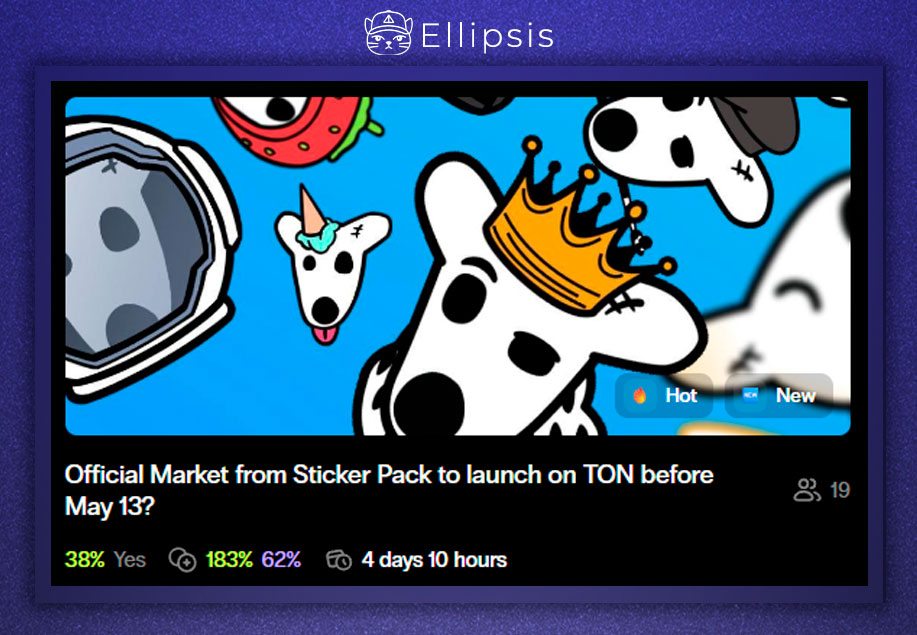 Ellipsis
Hot
NEW
New
Official Market from Sticker Pack to launch on TON before
May 13?
19
38% Yes 183% 62% 4 days 10 hours